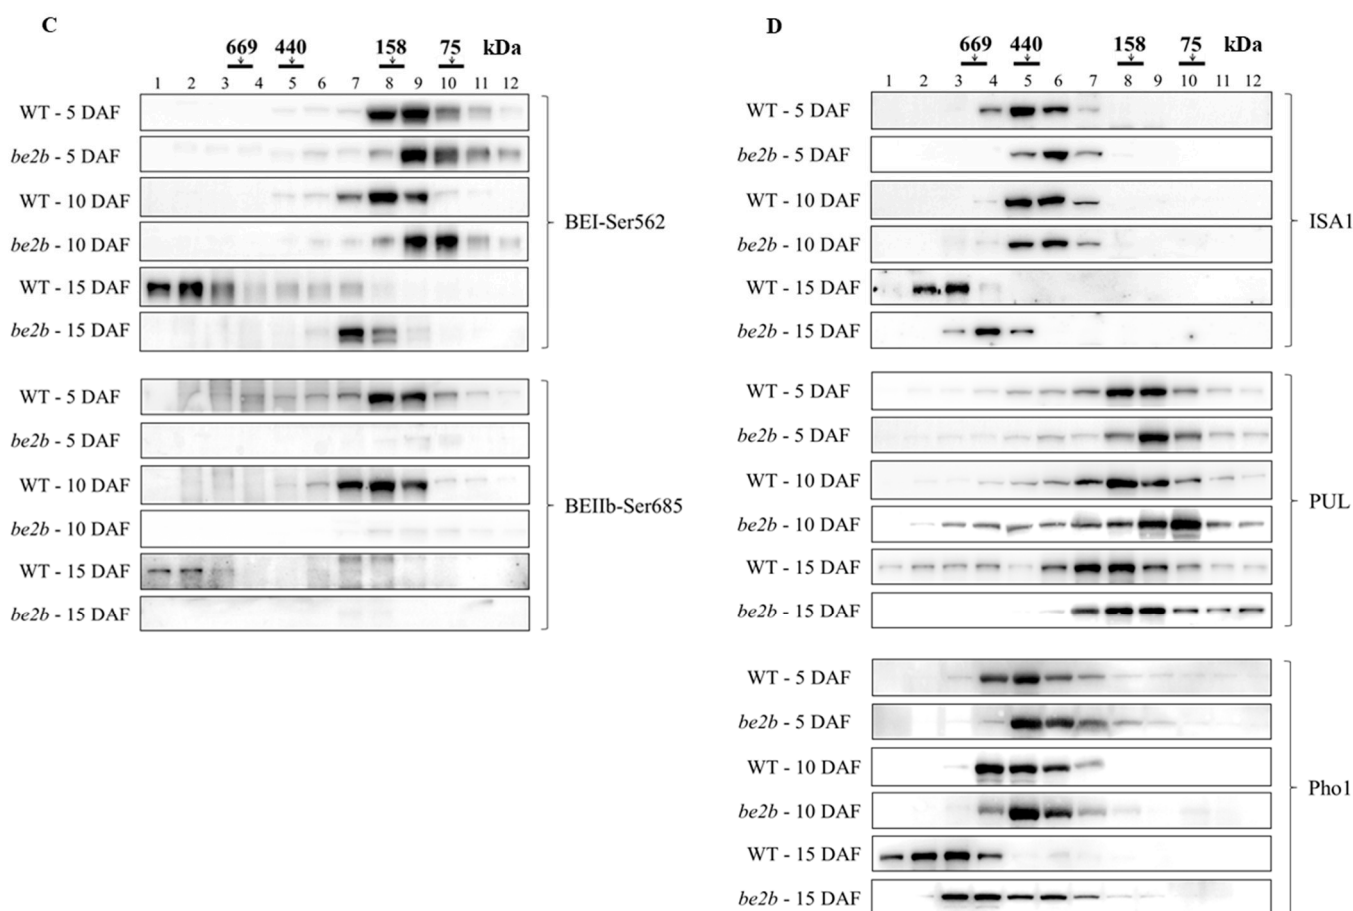 C
669 440 158 75 kDa
1 2 3 4 5 6 7 8 9 10 11 12
WT - 5 DAF
be2b - 5 DAF
WT - 10 DAF
be2b - 10 DAF
WT - 15 DAF
be2b - 15 DAF
BEI-Ser562
WT - 5 DAF
be2b - 5 DAF
WT - 10 DAF
be2b - 10 DAF
WT - 15 DAF
be2b - 15 DAF
BEIIb-Ser685
D
669 440 158 75 kDa
1 2 3 4 5 6 7 8 9 10 11 12
WT - 5 DAF
be2b - 5 DAF
WT - 10 DAF
be2b - 10 DAF
WT - 15 DAF
be2b - 15 DAF
ISA1
WT - 5 DAF
be2b - 5 DAF
WT - 10 DAF
be2b - 10 DAF
WT - 15 DAF
be2b - 15 DAF
PUL
WT - 5 DAF
be2b - 5 DAF
WT - 10 DAF
be2b - 10 DAF
WT - 15 DAF
be2b - 15 DAF
Pho1